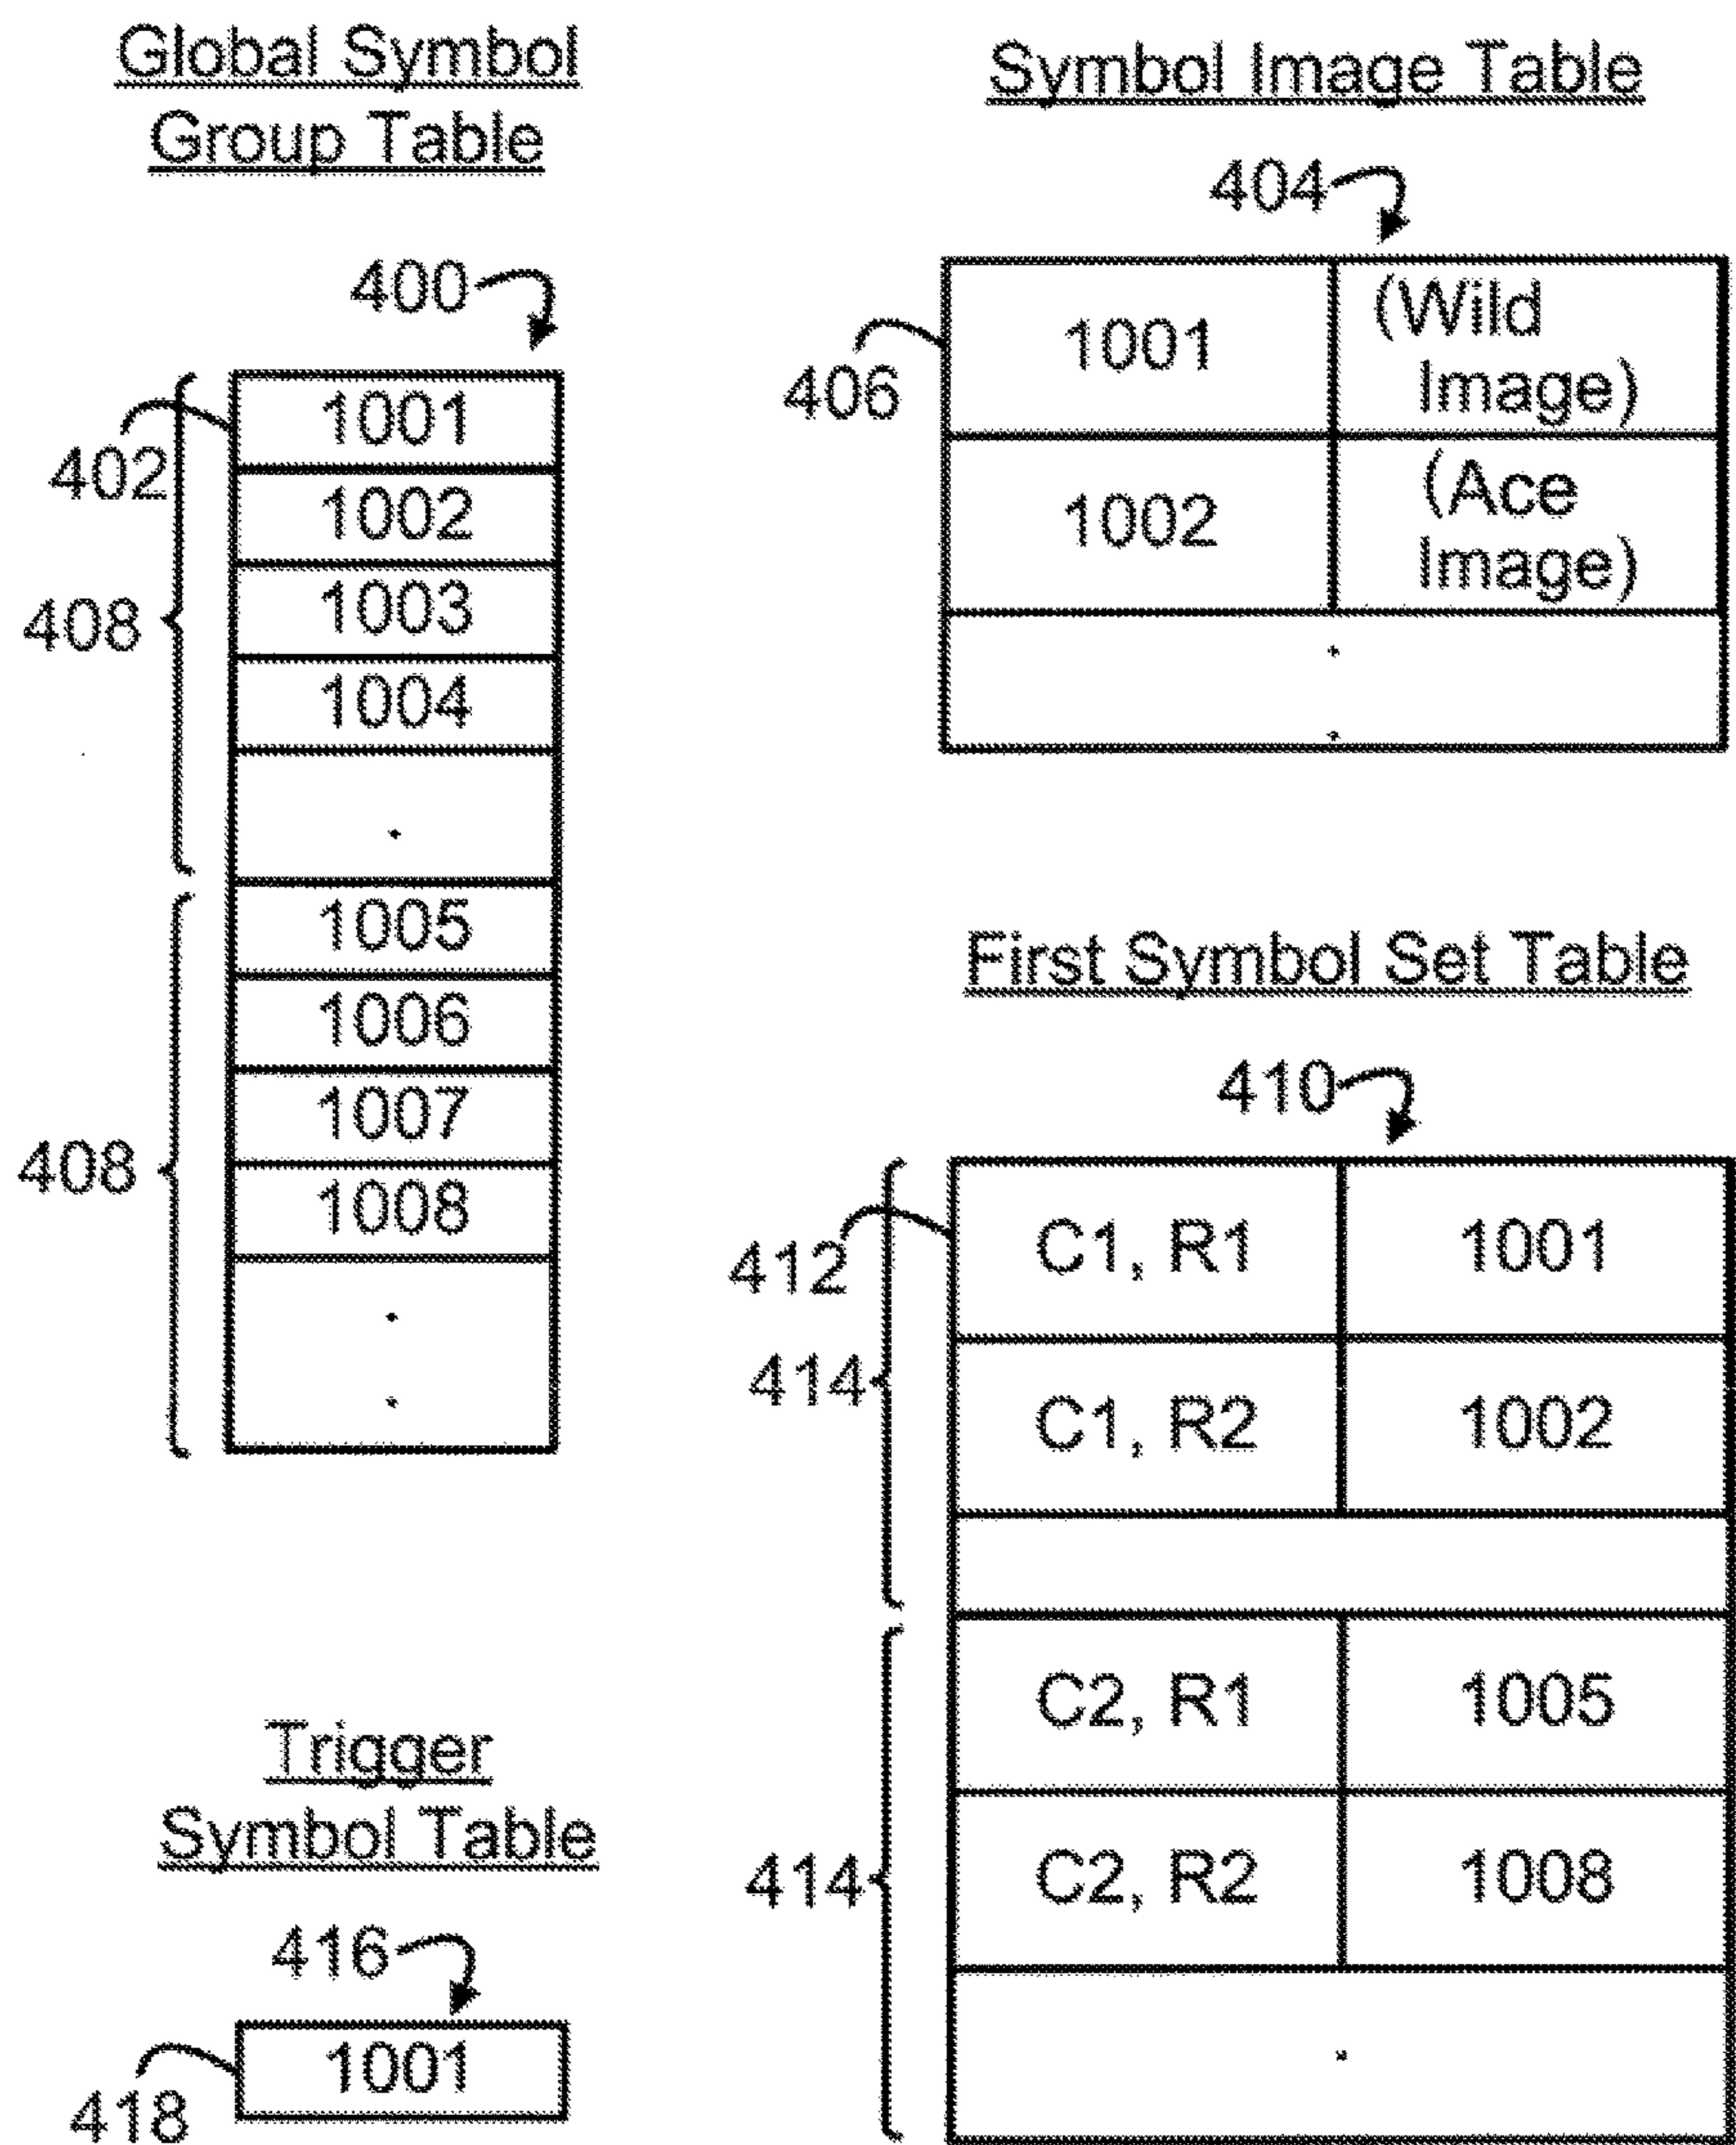 Global Symbol
Group Table
400
402
408
1001
1002
1003
1004
.
408
1005
1006
1007
1008
.
.
Symbol Image Table
404
406
1001 (Wild Image)
1002 (Ace Image)
.
.
First Symbol Set Table
410
412
414
C1, R1 1001
C1, R2 1002
414
C2, R1 1005
C2, R2 1008
.
Trigger
Symbol Table
416
418
1001